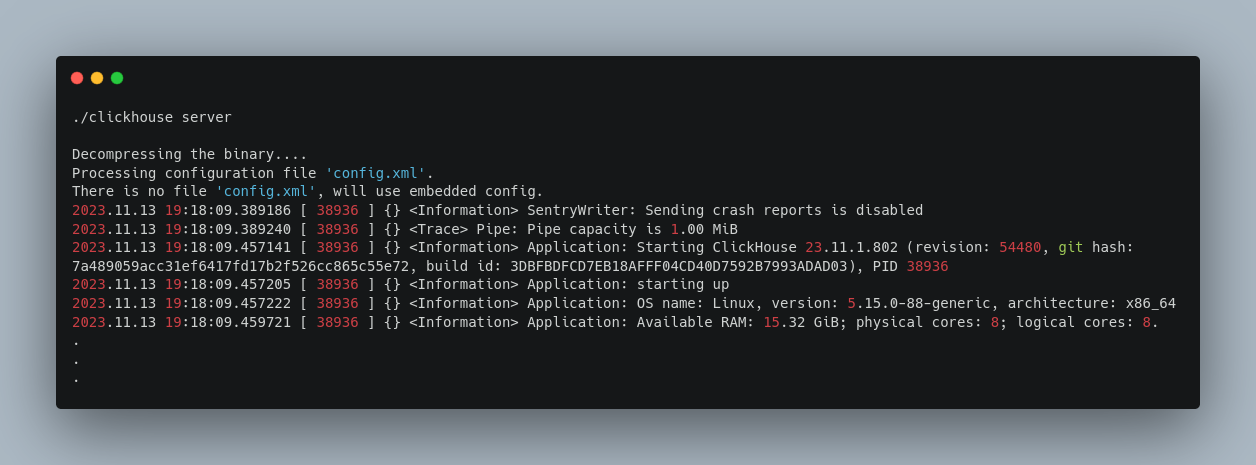 ./clickhouse server
Decompressing the binary....
Processing configuration file 'config.xml'.
There is no file 'config.xml', will use embedded config.
2023.11.13 19:18:09.389186 [ 38936 ] {} <Information> SentryWriter: Sending crash reports is disabled
2023.11.13 19:18:09.389240 [ 38936 ] {} <Trace> Pipe: Pipe capacity is 1.00 MiB
2023.11.13 19:18:09.457141 [ 38936 ] {} <Information> Application: Starting ClickHouse 23.11.1.802 (revision: 54480, git hash:
7a489059acc31ef6417fd17b2f526cc865c55e72, build id: 3DBFBDFCD7EB18AFFF04CD40D7592B7993ADAD03), PID 38936
2023.11.13 19:18:09.457205 [ 38936 ] {} <Information> Application: starting up
2023.11.13 19:18:09.457222 [ 38936 ] {} <Information> Application: OS name: Linux, version: 5.15.0-88-generic, architecture: x86_64
2023.11.13 19:18:09.459721 [ 38936 ] {} <Information> Application: Available RAM: 15.32 GiB; physical cores: 8; logical cores: 8.
.
.
.